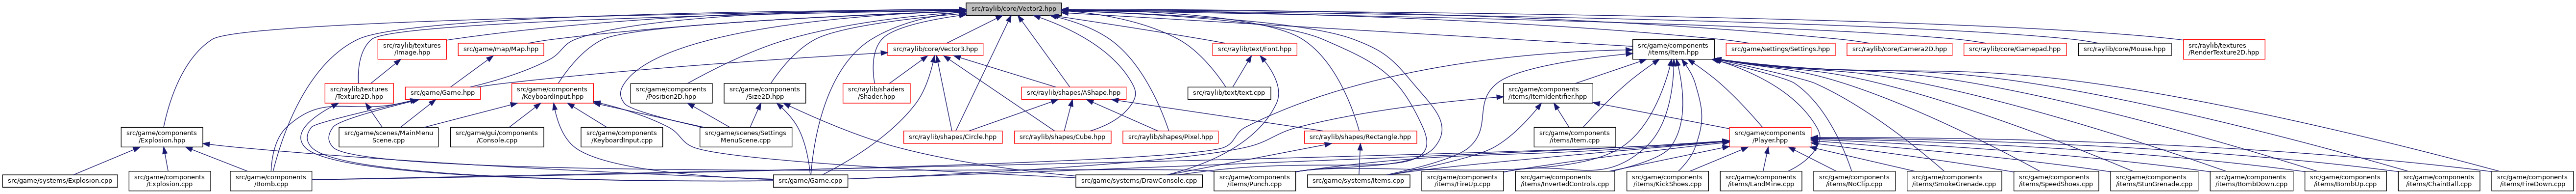 src/raylib/core/Vector2.hpp
src/raylib/textures
/Image.hpp
src/game/map/Map.hpp
src/raylib/core/Vector3.hpp
src/raylib/text/Font.hpp
src/game/components
/items/Item.hpp
src/game/settings/Settings.hpp
src/raylib/core/Camera2D.hpp
src/raylib/core/Gamepad.hpp
src/raylib/core/Mouse.hpp
src/raylib/textures
/RenderTexture2D.hpp
src/raylib/textures
/Texture2D.hpp
src/game/Game.hpp
src/game/components
/KeyboardInput.hpp
src/game/components
/Position2D.hpp
src/game/components
/Size2D.hpp
src/raylib/shaders
/Shader.hpp
src/raylib/shapes/AShape.hpp
src/raylib/text/text.cpp
src/game/components
/items/ItemIdentifier.hpp
src/game/components
/Explosion.hpp
src/game/scenes/MainMenu
Scene.cpp
src/game/gui/components
/Console.cpp
src/game/components
/KeyboardInput.cpp
src/game/scenes/Settings
MenuScene.cpp
src/raylib/shapes/Circle.hpp
src/raylib/shapes/Cube.hpp
src/raylib/shapes/Pixel.hpp
src/raylib/shapes/Rectangle.hpp
src/game/components
/items/Item.cpp
src/game/components
/Player.hpp
src/game/systems/Explosion.cpp
src/game/components
/Explosion.cpp
src/game/components
/Bomb.cpp
src/game/Game.cpp
src/game/systems/DrawConsole.cpp
src/game/components
/items/Punch.cpp
src/game/systems/Items.cpp
src/game/components
/items/FireUp.cpp
src/game/components
/items/InvertedControls.cpp
src/game/components
/items/KickShoes.cpp
src/game/components
/items/LandMine.cpp
src/game/components
/items/NoClip.cpp
src/game/components
/items/SmokeGrenade.cpp
src/game/components
/items/SpeedShoes.cpp
src/game/components
/items/StunGrenade.cpp
src/game/components
/items/BombDown.cpp
src/game/components
/items/BombUp.cpp
src/game/components
/items/ChainBall.cpp
src/game/components
/items/FireDown.cpp